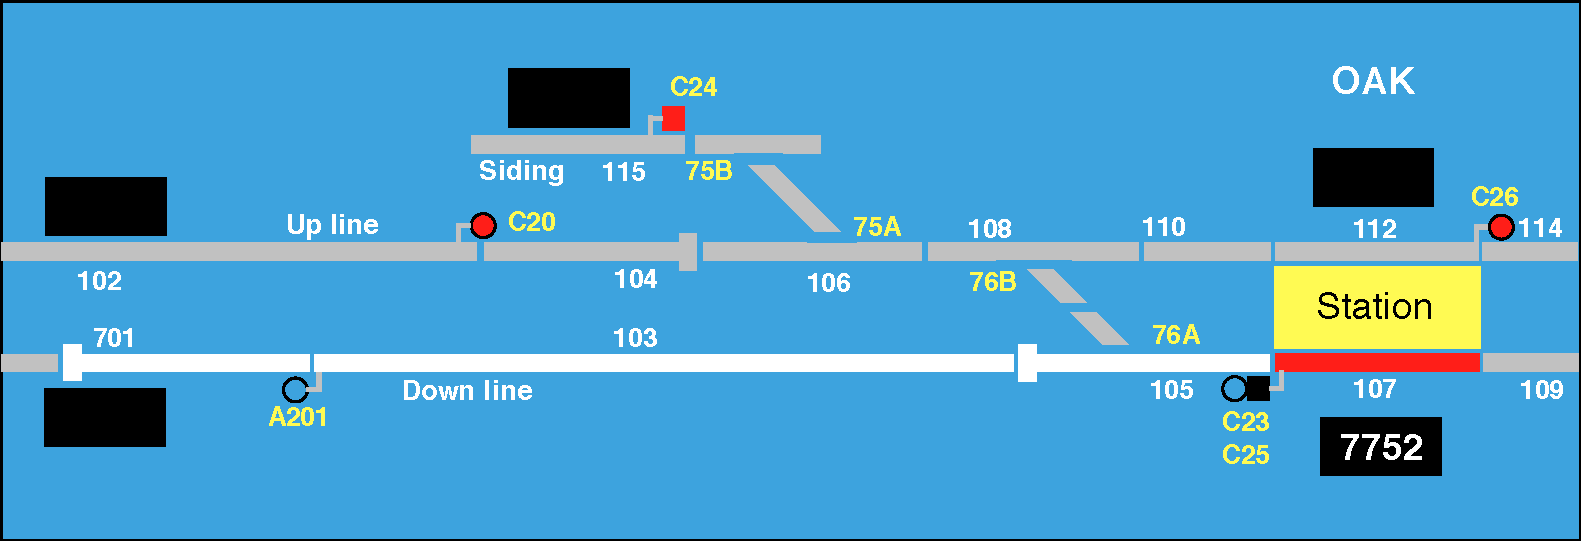 OAK
C24
Siding
115
75B
Up line
C20
75A
108
110
112
C26
114
102
104
106
76B
Station
701
103
76A
Down line
A201
105
107
109
C23
C25
7752